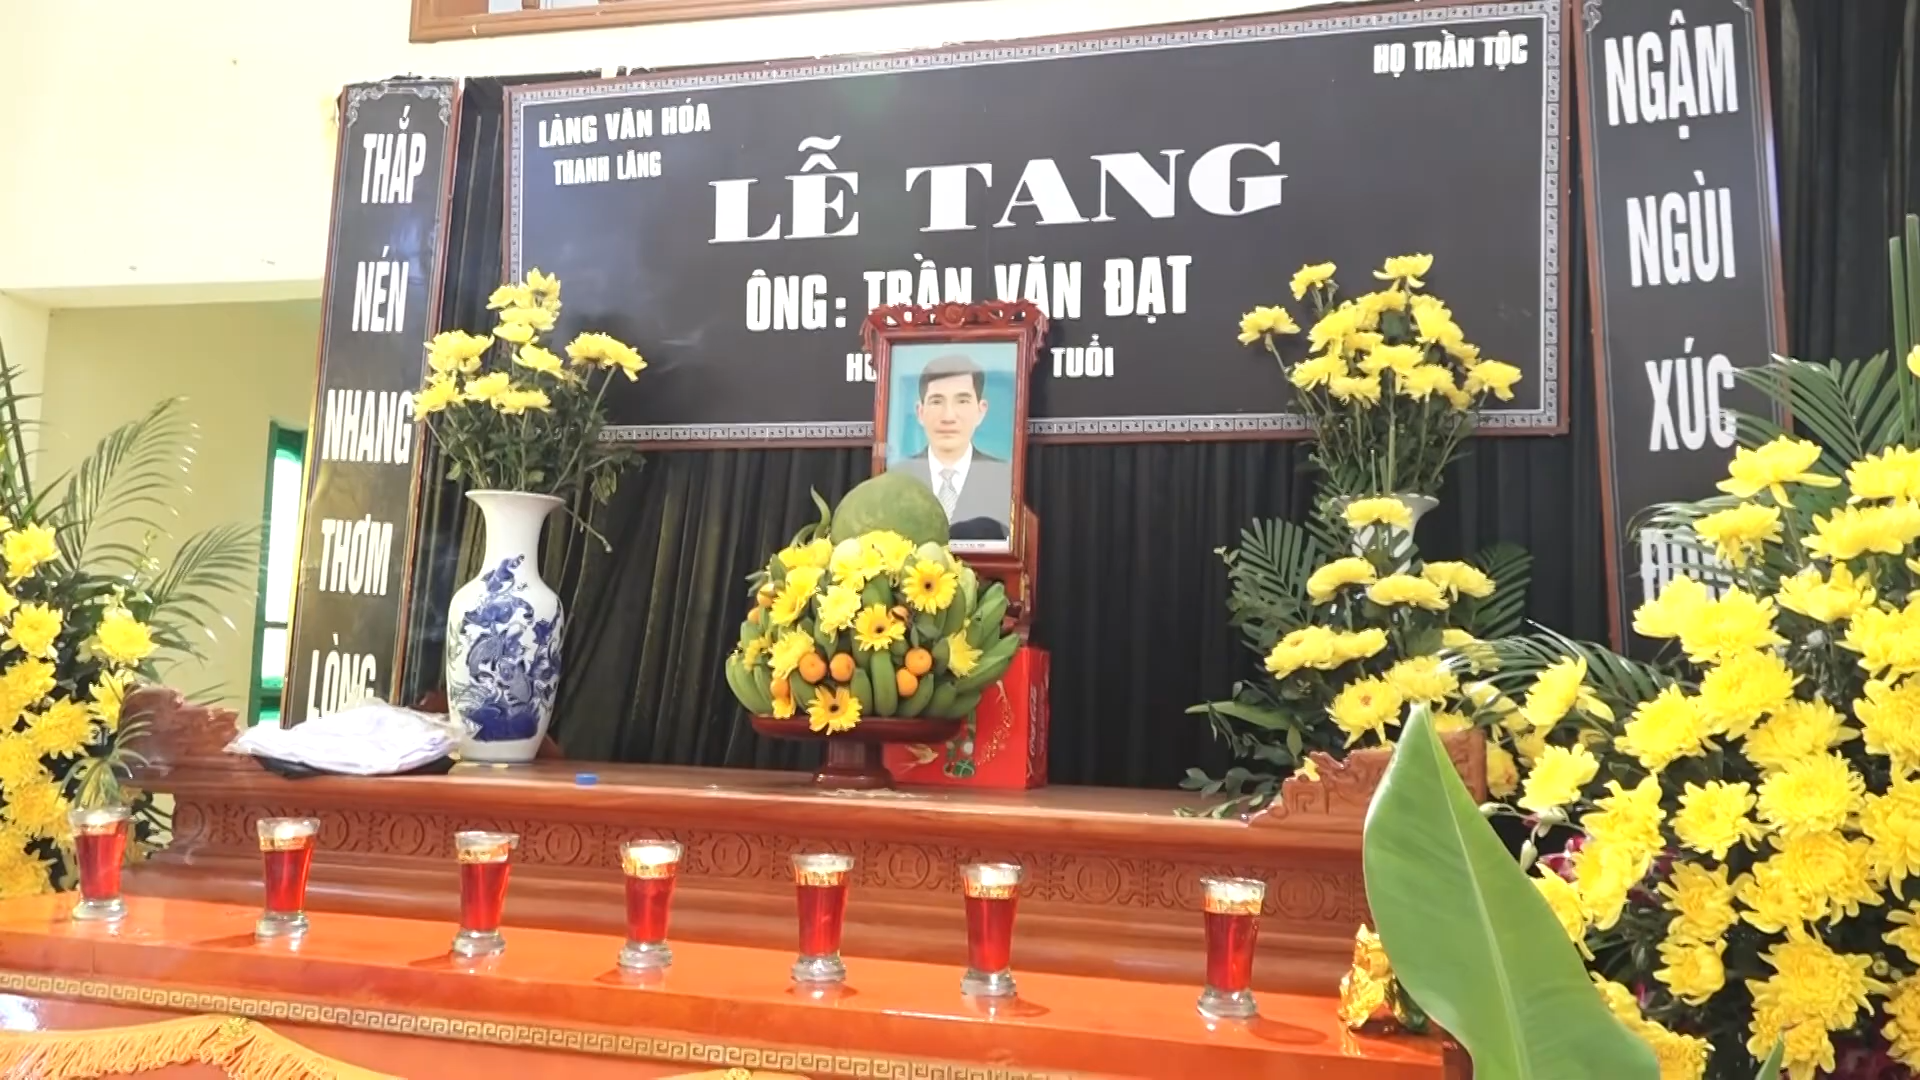 LÀNG VĂN HÓA
THANH LÃNG
HỌ TRẦN TỘC
LỄ TANG
ÔNG: TRẦN VĂN ĐẠT
TUỔI
THẮP
NÉN
NHANG
THƠM
LÒNG
NGẬM
NGÙI
XÚC